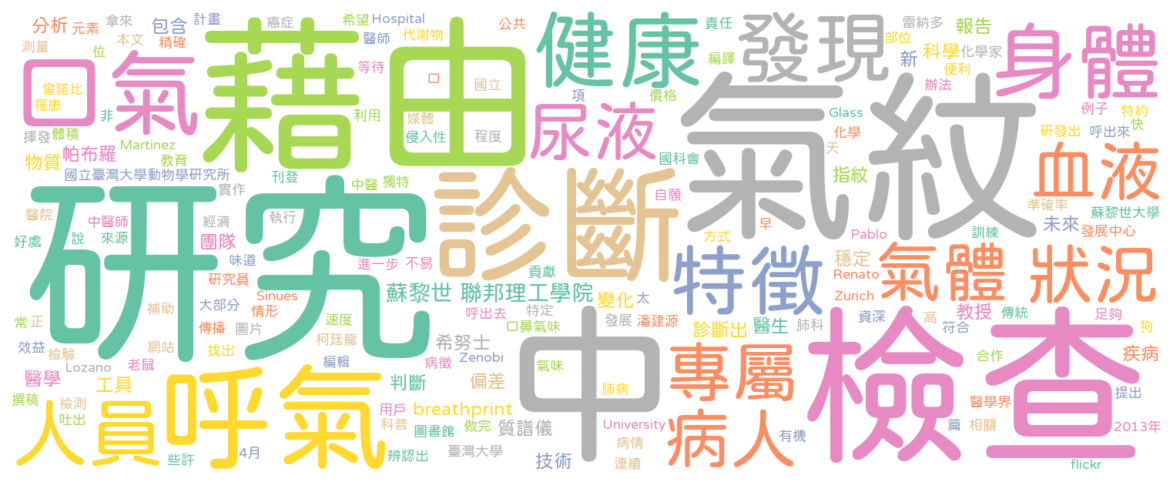 分析 元素 拿來 計畫 癌症 希望 Hospital 公共 責任 雷納多 報告
測量 本文 包含 精確 位 醫師 代謝物 健康 編譯 發現 部位 新 科學 化學家 身體
口氣 藉由 等待 口 國立 項 價格 便利 辦法
曾諾比 罹患 非 利用 媒體 尿液 Glass 例子 特約
揮發 體積 侵入性 程度 化學 研發出 呼出來 快
物質 帕布羅 Martinez 教育 國科會 天 指紋 氣紋 血液
國立臺灣大學動物學研究所 刊登 中醫 獨特 診斷 自願 準確率
醫院 實作 中醫師 經濟 執行 早 未來 蘇黎世大學
好處 說 來源 團隊 方式 Pablo 訓練 發展中心
研究 味道 進一步 不易 貢獻 特徵 穩定 氣體 狀況
研究員 蘇黎世 聯邦理工學院 變化 太 Renato
補助 大部分 Sinues 情形 呼出去 特定 Zurich 教授 傳統 足夠
常 正 傳播 圖片 速度 口鼻氣味 發展 潘建源 診斷出 醫生 肺科 資深 高 符合 狗
效益 檢驗 網站 找出 柯廷龍 希努士 中
Lozano 老鼠 編輯 病徵 Zenobi 氣味 專屬 檢查 合作 疾病
醫學 工具 呼氣 判斷 偏差 肺病 醫學界 提出
撰稿 檢測 用戶 breathprint 病人 篇 相關
人員 吐出 科普 圖書館 做完 質譜儀 University 有機 2013年
些許 4月 辨認出 臺灣大學 技術 病情 連續 flickr